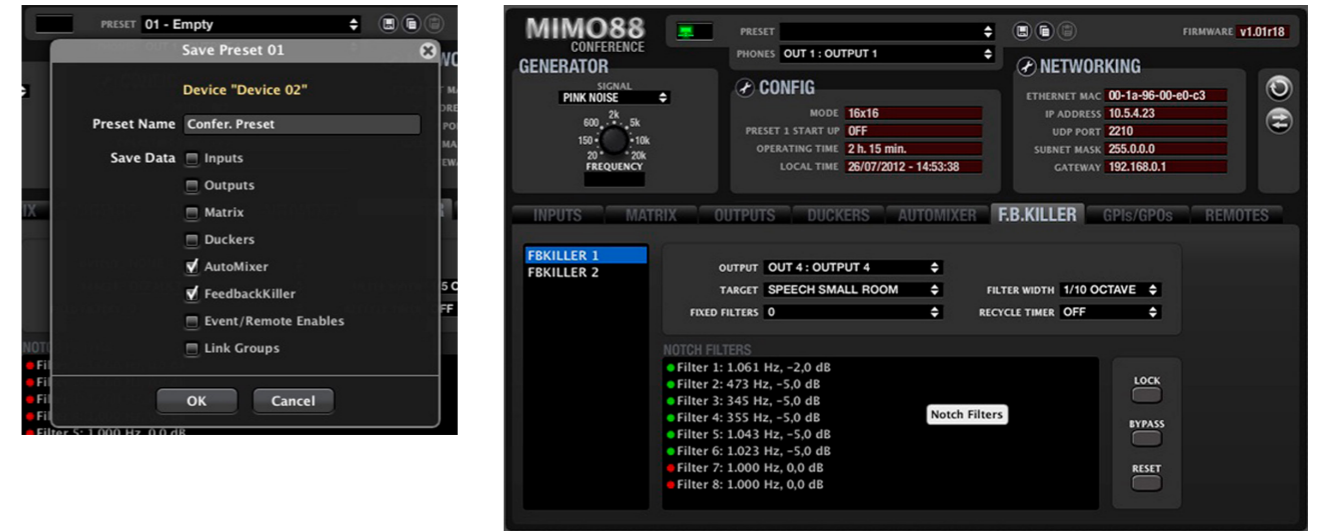 PRESET 01 - Empty
Save Preset 01
Device "Device 02"
Preset Name Confer. Preset
Save Data Inputs
Outputs
Matrix
Duckers
AutoMixer
FeedbackKiller
Event/Remote Enables
Link Groups
OK Cancel
Filter 5: 1.000 Hz, 0,0 dB
MIMO88
CONFERENCE
PRESET
PHONES OUT 1 : OUTPUT 1
FIRMWARE v1.01r18
GENERATOR
SIGNAL
PINK NOISE
2k
600 5k
150 10k
20 20k
FREQUENCY
CONFIG
MODE 16x16
PRESET 1 START UP OFF
OPERATING TIME 2 h. 15 min.
LOCAL TIME 26/07/2012 - 14:53:38
NETWORKING
ETHERNET MAC 00-1a-96-00-e0-c3
IP ADDRESS 10.5.4.23
UDP PORT 2210
SUBNET MASK 255.0.0.0
GATEWAY 192.168.0.1
INPUTS MATRIX OUTPUTS DUCKERS AUTOMIXER F.B.KILLER GPIs/GPOs REMOTES
FBKILLER 1
FBKILLER 2
OUTPUT OUT 4 : OUTPUT 4
TARGET SPEECH SMALL ROOM FILTER WIDTH 1/10 OCTAVE
FIXED FILTERS 0 RECYCLE TIMER OFF
NOTCH FILTERS
Filter 1: 1.061 Hz, -2,0 dB
Filter 2: 473 Hz, -5,0 dB
Filter 3: 345 Hz, -5,0 dB
Filter 4: 355 Hz, -5,0 dB
Filter 5: 1.043 Hz, -5,0 dB
Filter 6: 1.023 Hz, -5,0 dB
Filter 7: 1.000 Hz, 0,0 dB
Filter 8: 1.000 Hz, 0,0 dB
Notch Filters
LOCK
BYPASS
RESET